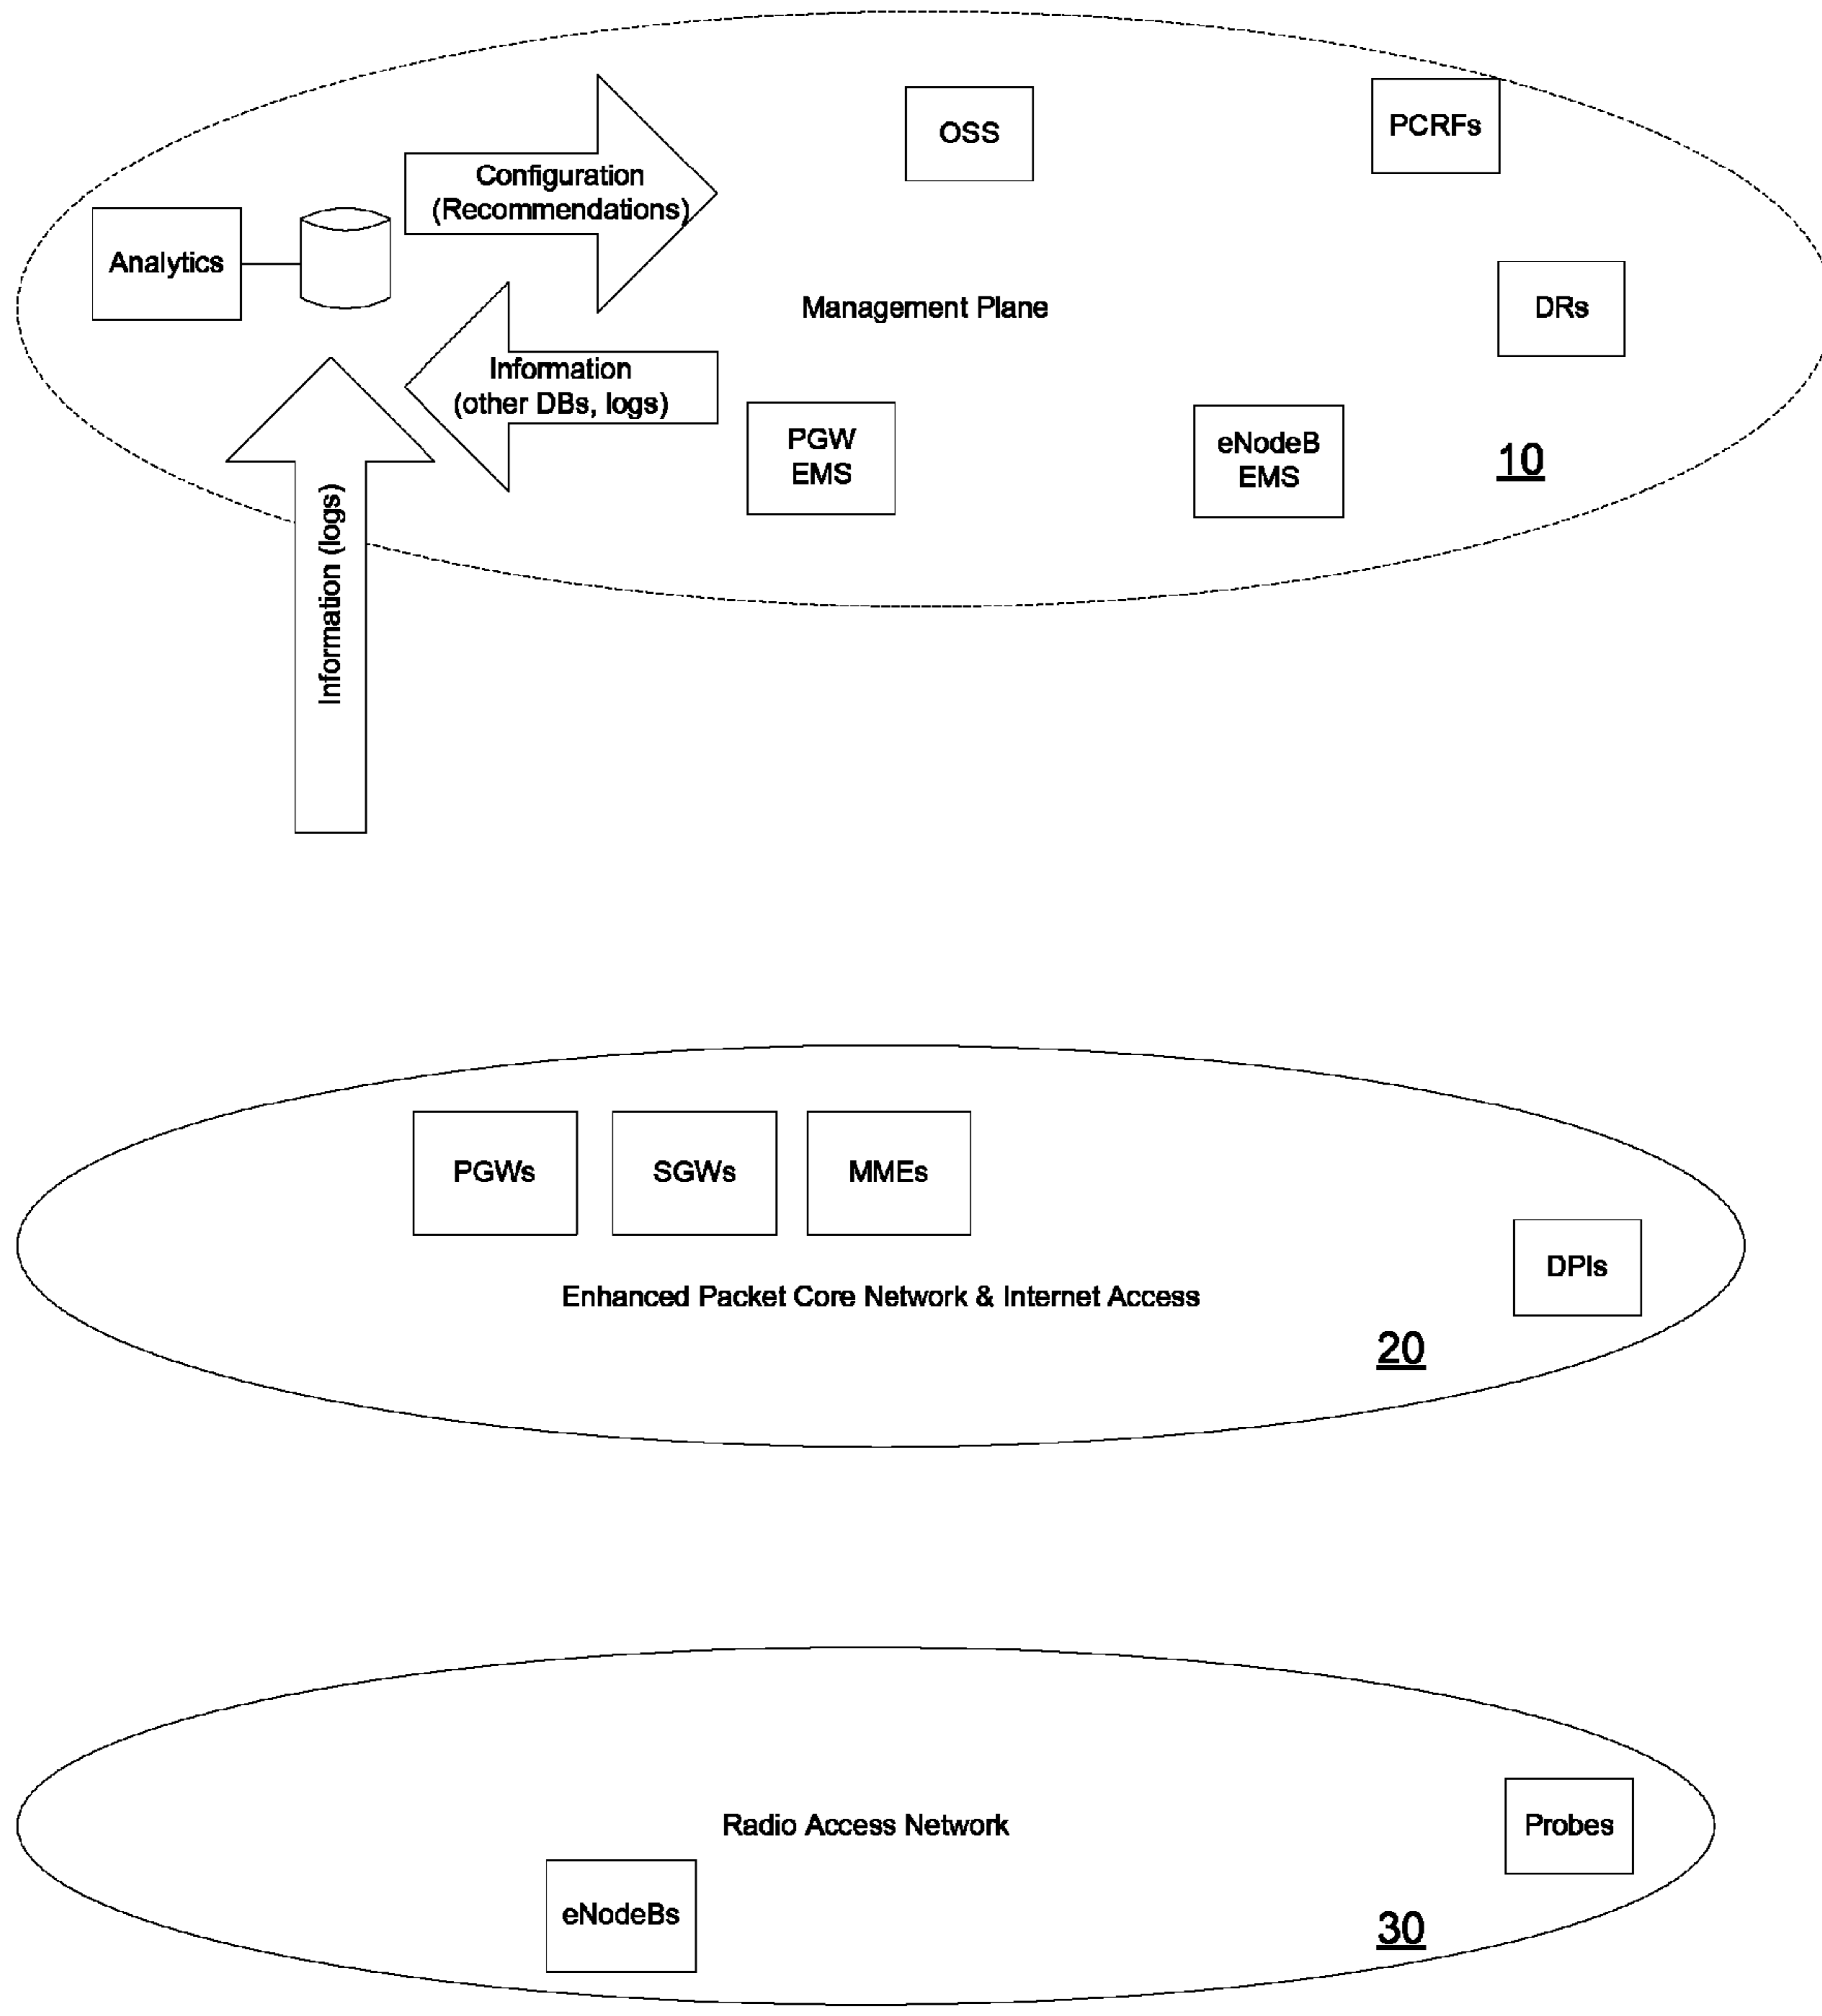 OSS
PCRFs
Configuration
(Recommendations)
Analytics
Management Plane
DRs
Information
(other DBs, logs)
PGW
EMS
eNodeB
EMS
10
Information (logs)
PGWs
SGWs
MMEs
DPIs
Enhanced Packet Core Network & Internet Access
20
Radio Access Network
Probes
eNodeBs
30